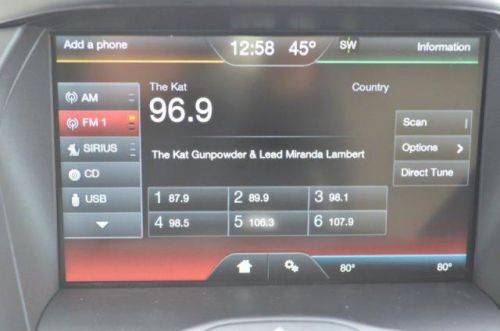 Add a phone
12:58 45° SW
Information
AM
FM 1
SIRIUS
CD
USB
The Kat
Country
96.9
The Kat Gunpowder & Lead Miranda Lambert
Scan
Options
Direct Tune
1 87.9
2 89.9
3 98.1
4 98.5
5 106.3
6 107.9
80°
80°